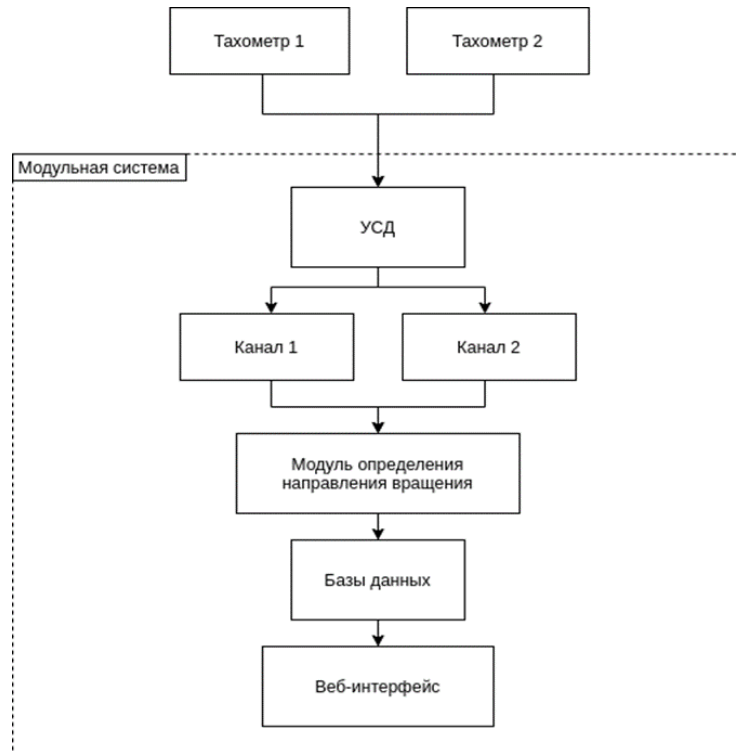 Тахометр 1
Тахометр 2
Модульная система
УСД
Канал 1
Канал 2
Модуль определения
направления вращения
Базы данных
Веб-интерфейс